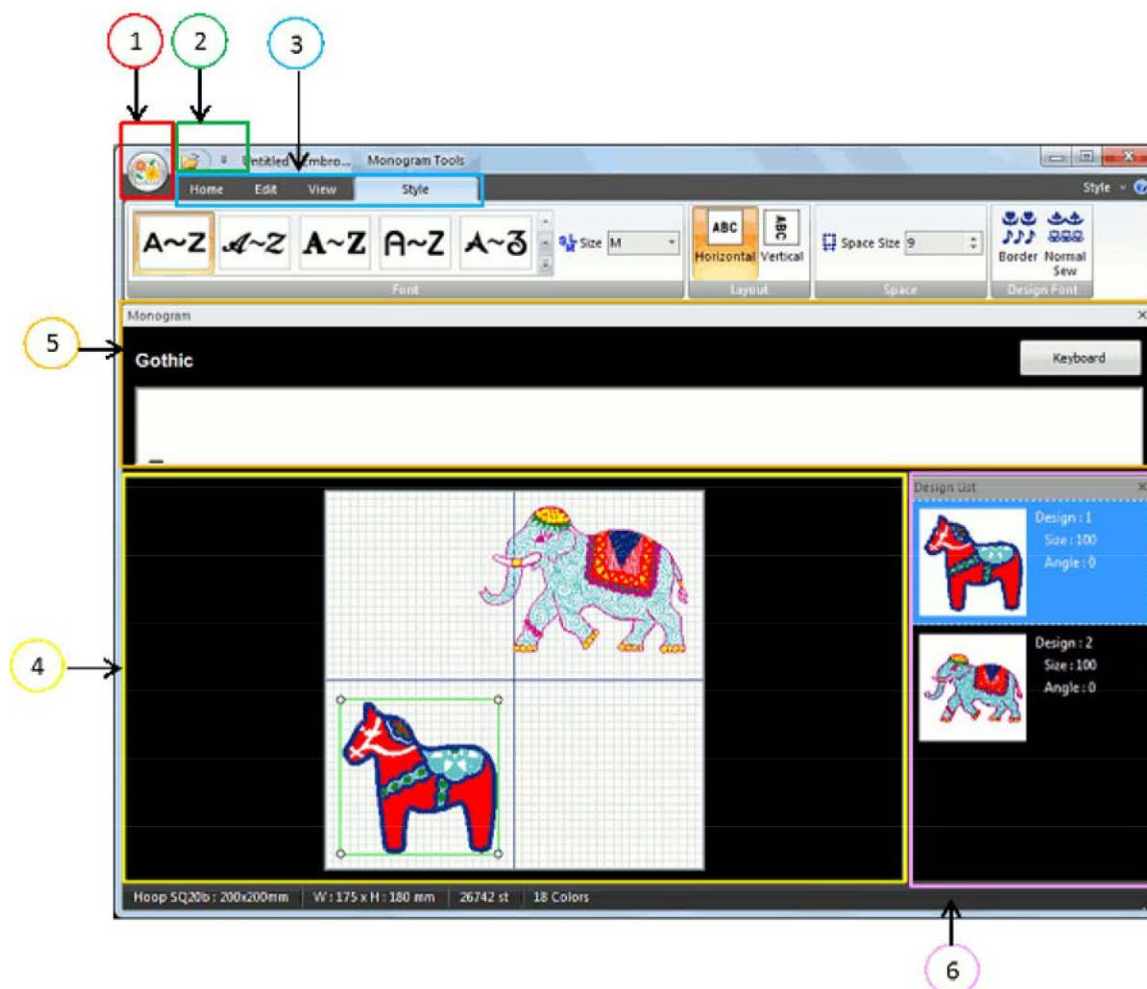 1 2 3
Untitled Embro... Monogram Tools
Home Edit View Style Style
A~Z A~Z A~Z A~Z A~Z Size M
ABC ABC
Horizontal Vertical
Space Size 9
Border Normal Sew
Font Layout Space Design Font
Monogram
5
Gothic Keyboard
Design List
Design : 1
Size : 100
Angle : 0
4
Design : 2
Size : 100
Angle : 0
Hoop SQ20b : 200x200mm W : 175 x H : 180 mm 26742 st 18 Colors
6